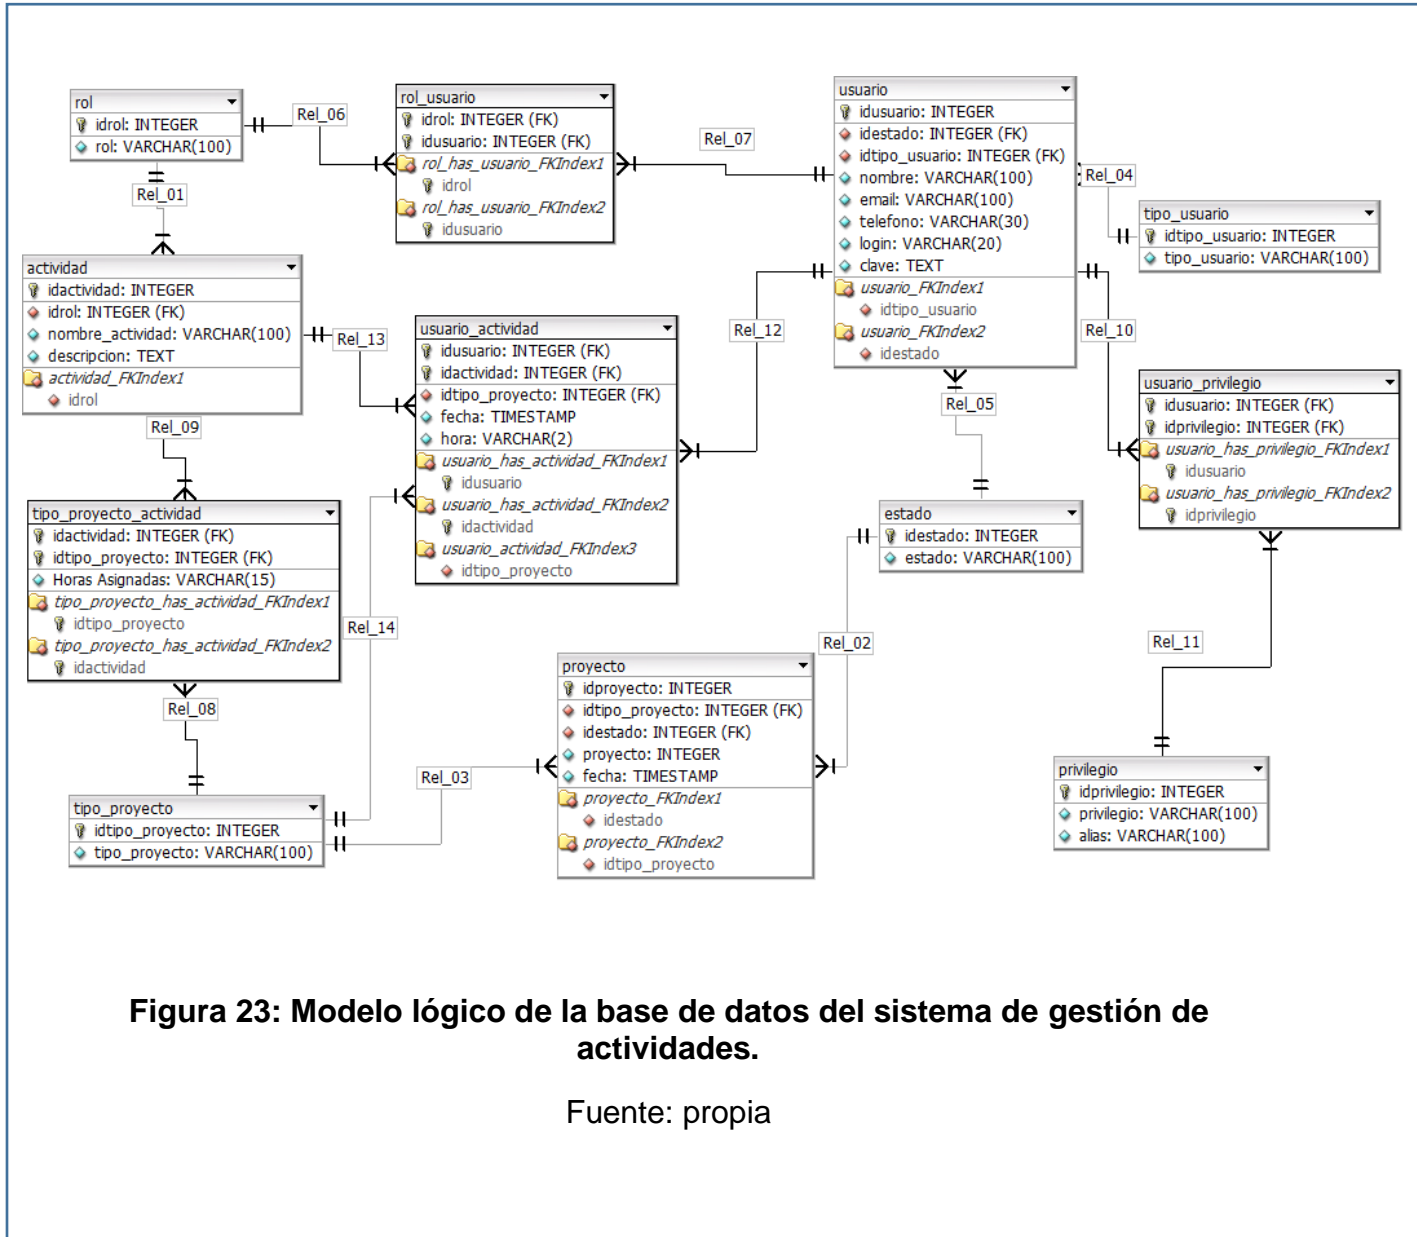 rol
idrol: INTEGER
rol: VARCHAR(100)
Rel_06
rol_usuario
idrol: INTEGER (FK)
idusuario: INTEGER (FK)
rol_has_usuario_FKIndex1
idrol
rol_has_usuario_FKIndex2
idusuario
Rel_07
usuario
idusuario: INTEGER
idestado: INTEGER (FK)
idtipo_usuario: INTEGER (FK)
nombre: VARCHAR(100)
email: VARCHAR(100)
telefono: VARCHAR(30)
login: VARCHAR(20)
clave: TEXT
usuario_FKIndex1
idtipo_usuario
usuario_FKIndex2
idestado
Rel_04
tipo_usuario
idtipo_usuario: INTEGER
tipo_usuario: VARCHAR(100)
Rel_01
actividad
idactividad: INTEGER
idrol: INTEGER (FK)
nombre_actividad: VARCHAR(100)
descripcion: TEXT
actividad_FKIndex1
idrol
Rel_13
usuario_actividad
idusuario: INTEGER (FK)
idactividad: INTEGER (FK)
idtipo_proyecto: INTEGER (FK)
fecha: TIMESTAMP
hora: VARCHAR(2)
usuario_has_actividad_FKIndex1
idusuario
usuario_has_actividad_FKIndex2
idactividad
usuario_actividad_FKIndex3
idtipo_proyecto
Rel_12
Rel_10
Rel_05
usuario_privilegio
idusuario: INTEGER (FK)
idprivilegio: INTEGER (FK)
usuario_has_privilegio_FKIndex1
idusuario
usuario_has_privilegio_FKIndex2
idprivilegio
Rel_09
tipo_proyecto_actividad
idactividad: INTEGER (FK)
idtipo_proyecto: INTEGER (FK)
Horas Asignadas: VARCHAR(15)
tipo_proyecto_has_actividad_FKIndex1
idtipo_proyecto
tipo_proyecto_has_actividad_FKIndex2
idactividad
estado
idestado: INTEGER
estado: VARCHAR(100)
Rel_14
Rel_02
Rel_11
Rel_08
proyecto
idproyecto: INTEGER
idtipo_proyecto: INTEGER (FK)
idestado: INTEGER (FK)
proyecto: INTEGER
fecha: TIMESTAMP
proyecto_FKIndex1
idestado
proyecto_FKIndex2
idtipo_proyecto
Rel_03
tipo_proyecto
idtipo_proyecto: INTEGER
tipo_proyecto: VARCHAR(100)
privilegio
idprivilegio: INTEGER
privilegio: VARCHAR(100)
alias: VARCHAR(100)
Figura 23: Modelo lógico de la base de datos del sistema de gestión de
actividades.
Fuente: propia